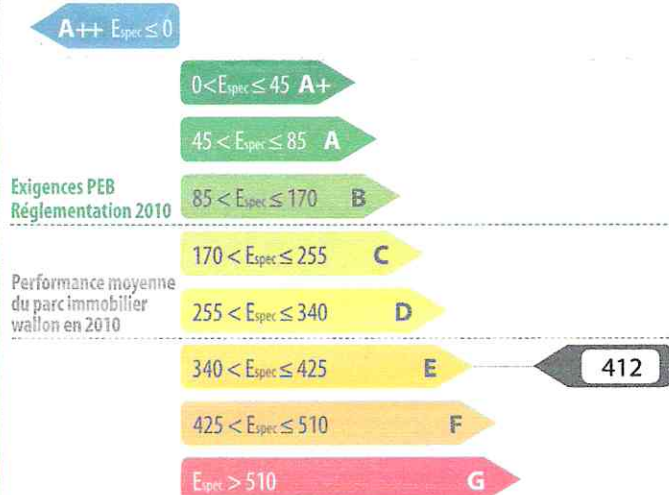 A++ Espec ≤ 0
0 < Espec ≤ 45 A+
45 < Espec ≤ 85 A
Exigences PEB
Réglementation 2010
85 < Espec ≤ 170 B
170 < Espec ≤ 255 C
Performance moyenne
du parc immobilier
wallon en 2010
255 < Espec ≤ 340 D
340 < Espec ≤ 425 E
412
425 < Espec ≤ 510 F
Espec > 510 G